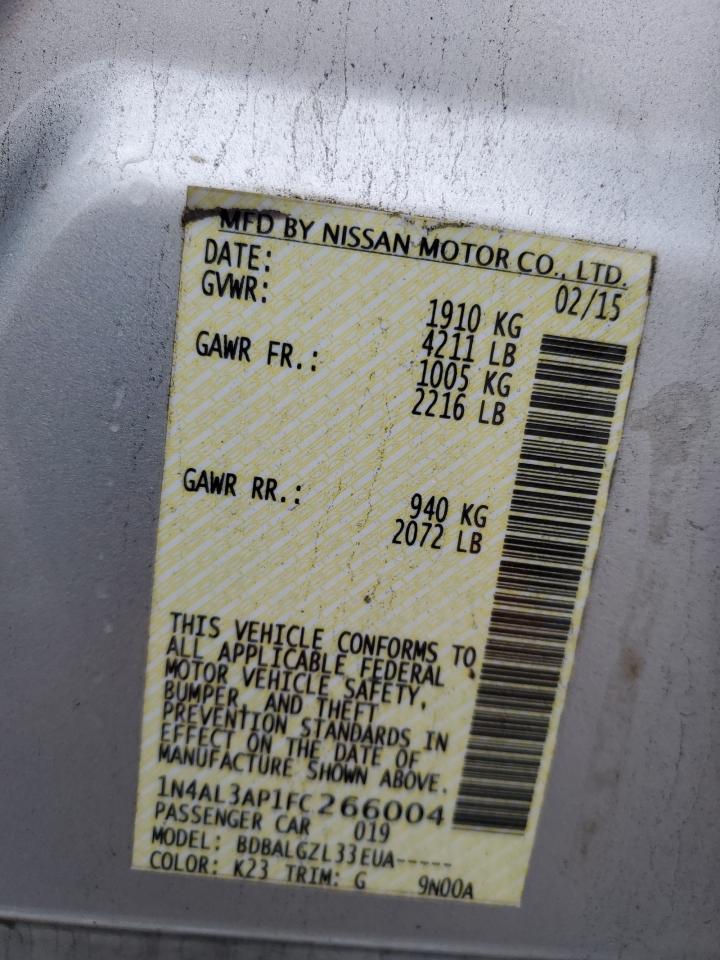 MFD BY NISSAN MOTOR CO., LTD.
DATE: 02/15
GVWR: 1910 KG
4211 LB
GAWR FR.: 1005 KG
2216 LB
GAWR RR.: 940 KG
2072 LB
THIS VEHICLE CONFORMS TO
ALL APPLICABLE FEDERAL
MOTOR VEHICLE SAFETY,
BUMPER, AND THEFT
PREVENTION STANDARDS IN
EFFECT ON THE DATE OF
MANUFACTURE SHOWN ABOVE.
1N4AL3AP1FC266004
PASSENGER CAR 019
MODEL: BDBALGZL33EUA-----
COLOR: K23 TRIM: G 9N00A